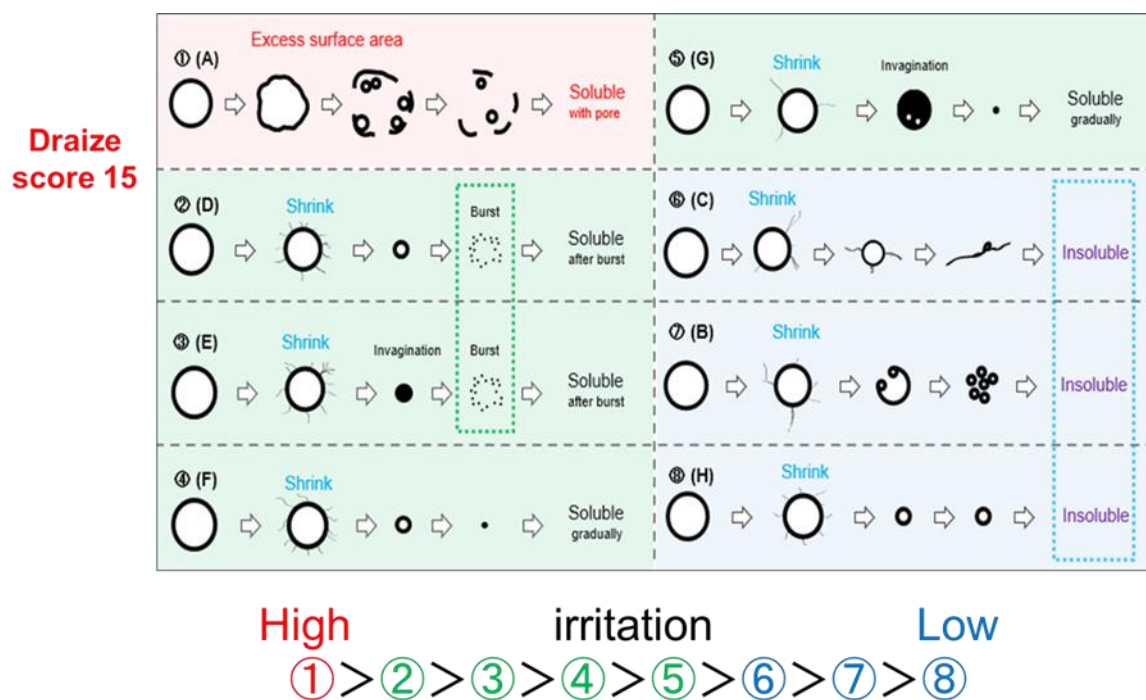 Draize
score 15
① (A)
Excess surface area
Soluble
with pore
② (D)
Shrink
Burst
Soluble
after burst
③ (E)
Shrink
Invagination
Burst
Soluble
after burst
④ (F)
Shrink
Soluble
gradually
⑤ (G)
Shrink
Invagination
Soluble
gradually
⑥ (C)
Shrink
Insoluble
⑦ (B)
Shrink
Insoluble
⑧ (H)
Shrink
Insoluble
High irritation Low
①>②>③>④>⑤>⑥>⑦>⑧